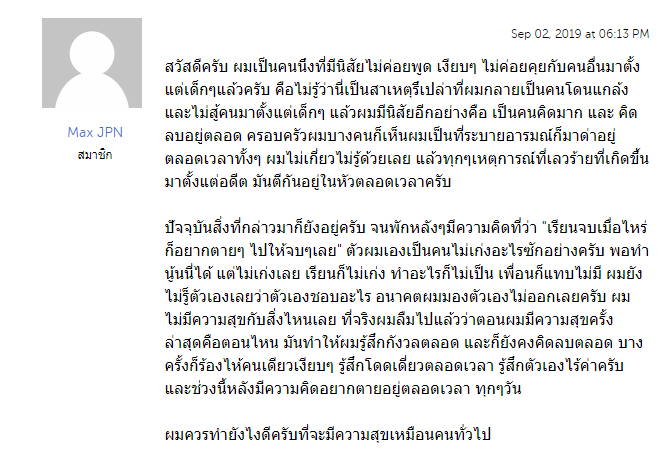 Sep 02, 2019 at 06:13 PM
Max JPN
สมาชิก
สวัสดีครับ ผมเป็นคนนึงที่มีนิสัยไม่ค่อยพูด เงียบๆ ไม่ค่อยคุยกับคนอื่นมาตั้ง
แต่เด็กๆแล้วครับ คือไม่รู้ว่านี่เป็นสาเหตุรึเปล่าที่ผมกลายเป็นคนโดนแกล้ง
และไม่สู้คนมาตั้งแต่เด็กๆ แล้วผมมีนิสัยอีกอย่างคือ เป็นคนคิดมาก และ คิด
ลบอยู่ตลอด ครอบครัวผมบางคนก็เห็นผมเป็นที่ระบายอารมณ์ก็มาด่าอยู่
ตลอดเวลาทั้งๆ ผมไม่เกี่ยวไม่รู้ด้วยเลย แล้วทุกๆเหตุการณ์ที่เลวร้ายที่เกิดขึ้น
มาตั้งแต่อดีต มันตีกันอยู่ในหัวตลอดเวลาครับ
ปัจจุบันสิ่งที่กล่าวมาก็ยังอยู่ครับ จนพักหลังๆมีความคิดที่ว่า "เรียนจบเมื่อไหร่
ก็อยากตายๆ ไปให้จบๆเลย" ตัวผมเองเป็นคนไม่เก่งอะไรซักอย่างครับ พอทำ
นู้นนี่ได้ แต่ไม่เก่งเลย เรียนก็ไม่เก่ง ทำอะไรก็ไม่เป็น เพื่อนก็แทบไม่มี ผมยัง
ไม่รู้ตัวเองเลยว่าตัวเองชอบอะไร อนาคตผมมองตัวเองไม่ออกเลยครับ ผม
ไม่มีความสุขกับสิ่งไหนเลย ที่จริงผมลืมไปแล้วว่าตอนผมมีความสุขครั้ง
ล่าสุดคือตอนไหน มันทำให้ผมรู้สึกกังวลตลอด และก็ยังคงคิดลบตลอด บาง
ครั้งก็ร้องไห้คนเดียวเงียบๆ รู้สึกโดดเดี่ยวตลอดเวลา รู้สึกตัวเองไร้ค่าครับ
และช่วงนี้หลังมีความคิดอยากตายอยู่ตลอดเวลา ทุกๆวัน
ผมควรทำยังไงดีครับที่จะมีความสุขเหมือนคนทั่วไป